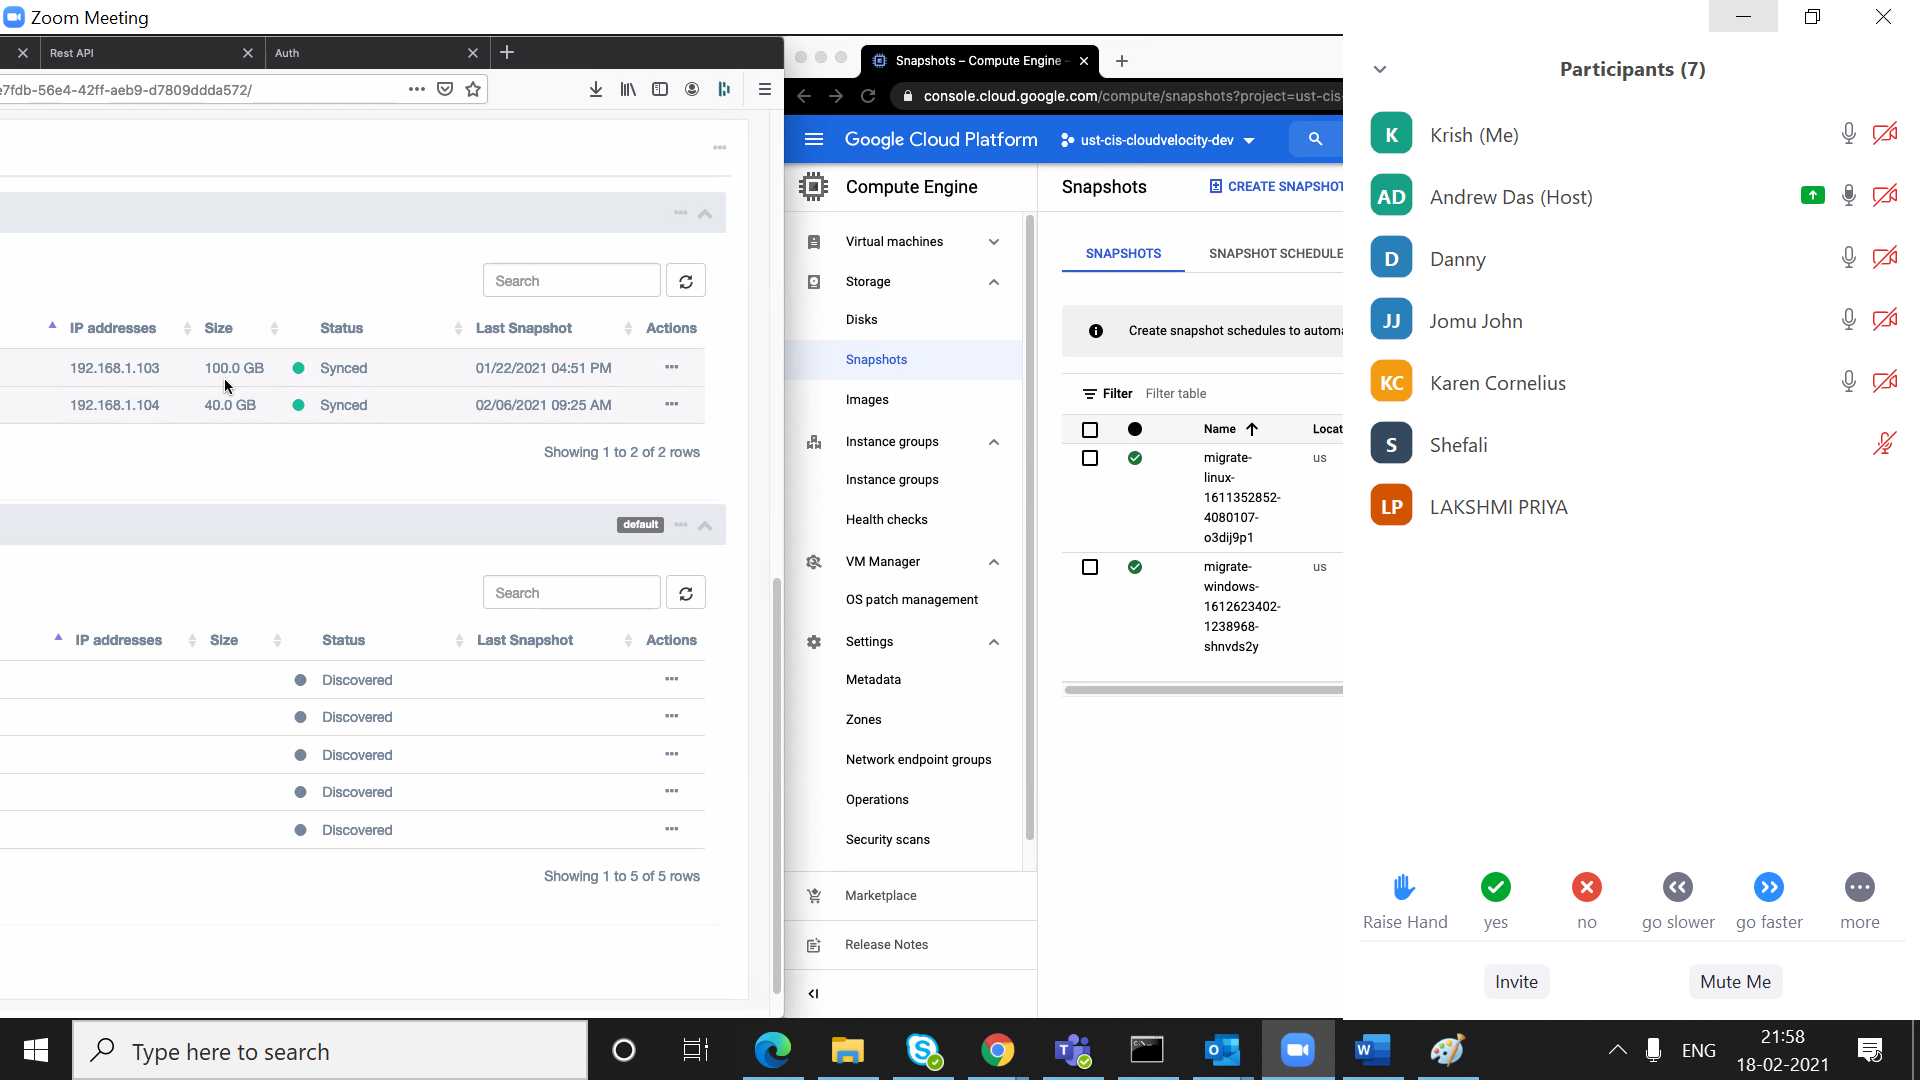 Zoom Meeting
Rest API
Auth
e7fdb-56e4-42ff-aeb9-d7809ddda572/
Search
IP addresses Size Status Last Snapshot Actions
192.168.1.103 100.0 GB Synced 01/22/2021 04:51 PM
192.168.1.104 40.0 GB Synced 02/06/2021 09:25 AM
Showing 1 to 2 of 2 rows
default
Search
IP addresses Size Status Last Snapshot Actions
Discovered
Discovered
Discovered
Discovered
Discovered
Showing 1 to 5 of 5 rows
Snapshots – Compute Engine -
console.cloud.google.com/compute/snapshots?project=ust-cis-
Google Cloud Platform ust-cis-cloudvelocity-dev
Compute Engine
Virtual machines
Storage
Disks
Snapshots
Images
Instance groups
Instance groups
Health checks
VM Manager
OS patch management
Settings
Metadata
Zones
Network endpoint groups
Operations
Security scans
Marketplace
Release Notes
Snapshots
CREATE SNAPSHOT
SNAPSHOTS SNAPSHOT SCHEDULE
Create snapshot schedules to automa
Filter Filter table
Name Locat
migrate- us
linux-
1611352852-
4080107-
o3dij9p1
migrate- us
windows-
1612623402-
1238968-
shnvds2y
Participants (7)
K Krish (Me)
AD Andrew Das (Host)
D Danny
JJ Jomu John
KC Karen Cornelius
S Shefali
LP LAKSHMI PRIYA
Raise Hand yes no go slower go faster more
Invite Mute Me
Type here to search
ENG
21:58
18-02-2021